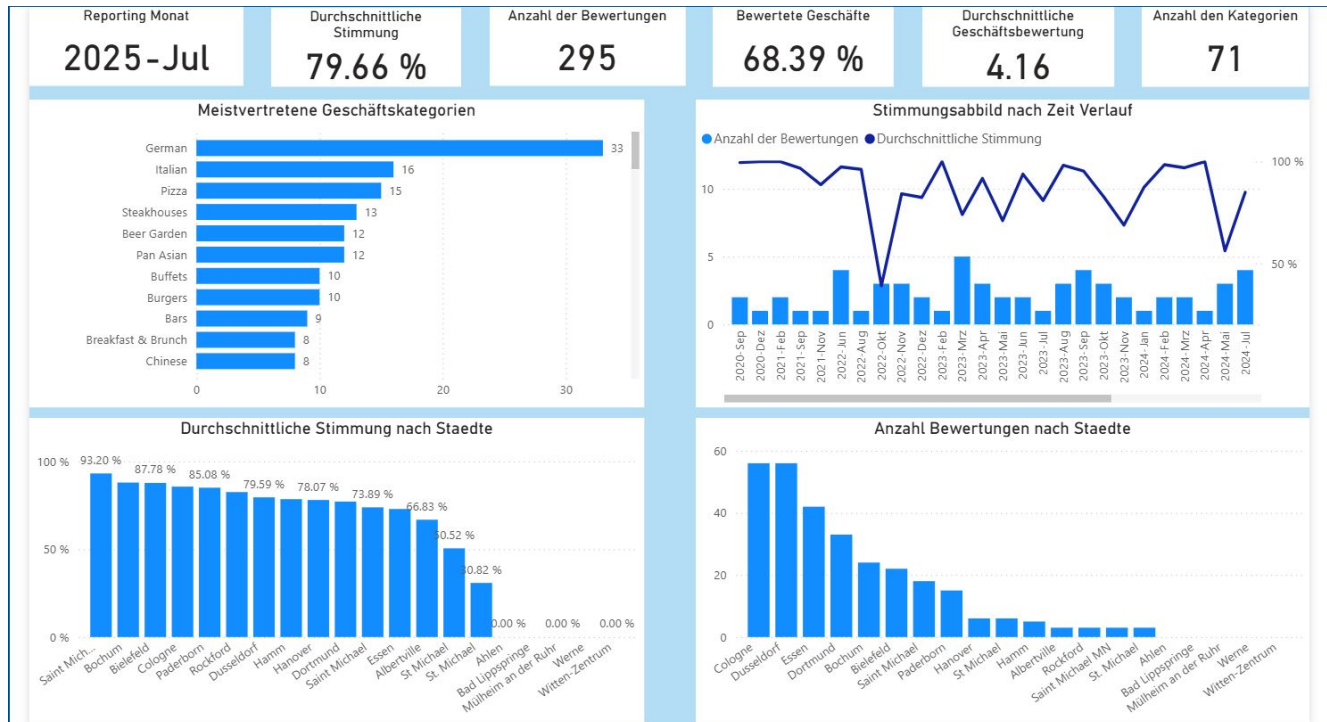 Reporting Monat
2025-Jul
Durchschnittliche
Stimmung
79.66 %
Anzahl der Bewertungen
295
Bewertete Geschäfte
68.39 %
Durchschnittliche
Geschäftsbewertung
4.16
Anzahl den Kategorien
71
Meistvertretene Geschäftskategorien
German
33
Italian
16
Pizza
15
Steakhouses
13
Beer Garden
12
Pan Asian
12
Buffets
10
Burgers
10
Bars
9
Breakfast & Brunch
8
Chinese
8
0
10
20
30
Stimmungsabbild nach Zeit Verlauf
Anzahl der Bewertungen
Durchschnittliche Stimmung
10
5
0
100 %
50 %
2020-Sep
2020-Dez
2021-Feb
2021-Sep
2021-Nov
2022-Jun
2022-Aug
2022-Okt
2022-Nov
2022-Dez
2023-Feb
2023-Mrz
2023-Apr
2023-Mai
2023-Jun
2023-Jul
2023-Aug
2023-Sep
2023-Okt
2023-Nov
2024-Jan
2024-Feb
2024-Mrz
2024-Apr
2024-Mai
2024-Jul
Durchschnittliche Stimmung nach Staedte
100 %
50 %
0 %
93.20 %
87.78 %
85.08 %
79.59 %
78.07 %
73.89 %
66.83 %
50.52 %
30.82 %
0.00 %
0.00 %
0.00 %
Saint Mich...
Bochum
Bielefeld
Cologne
Paderborn
Rockford
Dusseldorf
Hamm
Hanover
Dortmund
Saint Michael
Essen
Albertville
St Michael
St. Michael
Ahlen
Bad Lippspringe
Mülheim an der Ruhr
Werne
Witten-Zentrum
Anzahl Bewertungen nach Staedte
60
40
20
0
Cologne
Dusseldorf
Essen
Dortmund
Bochum
Bielefeld
Saint Michael
Paderborn
Hanover
St Michael
Hamm
Albertville
Rockford
Saint Michael MN
St. Michael
Ahlen
Bad Lippspringe
Mülheim an der Ruhr
Werne
Witten-Zentrum